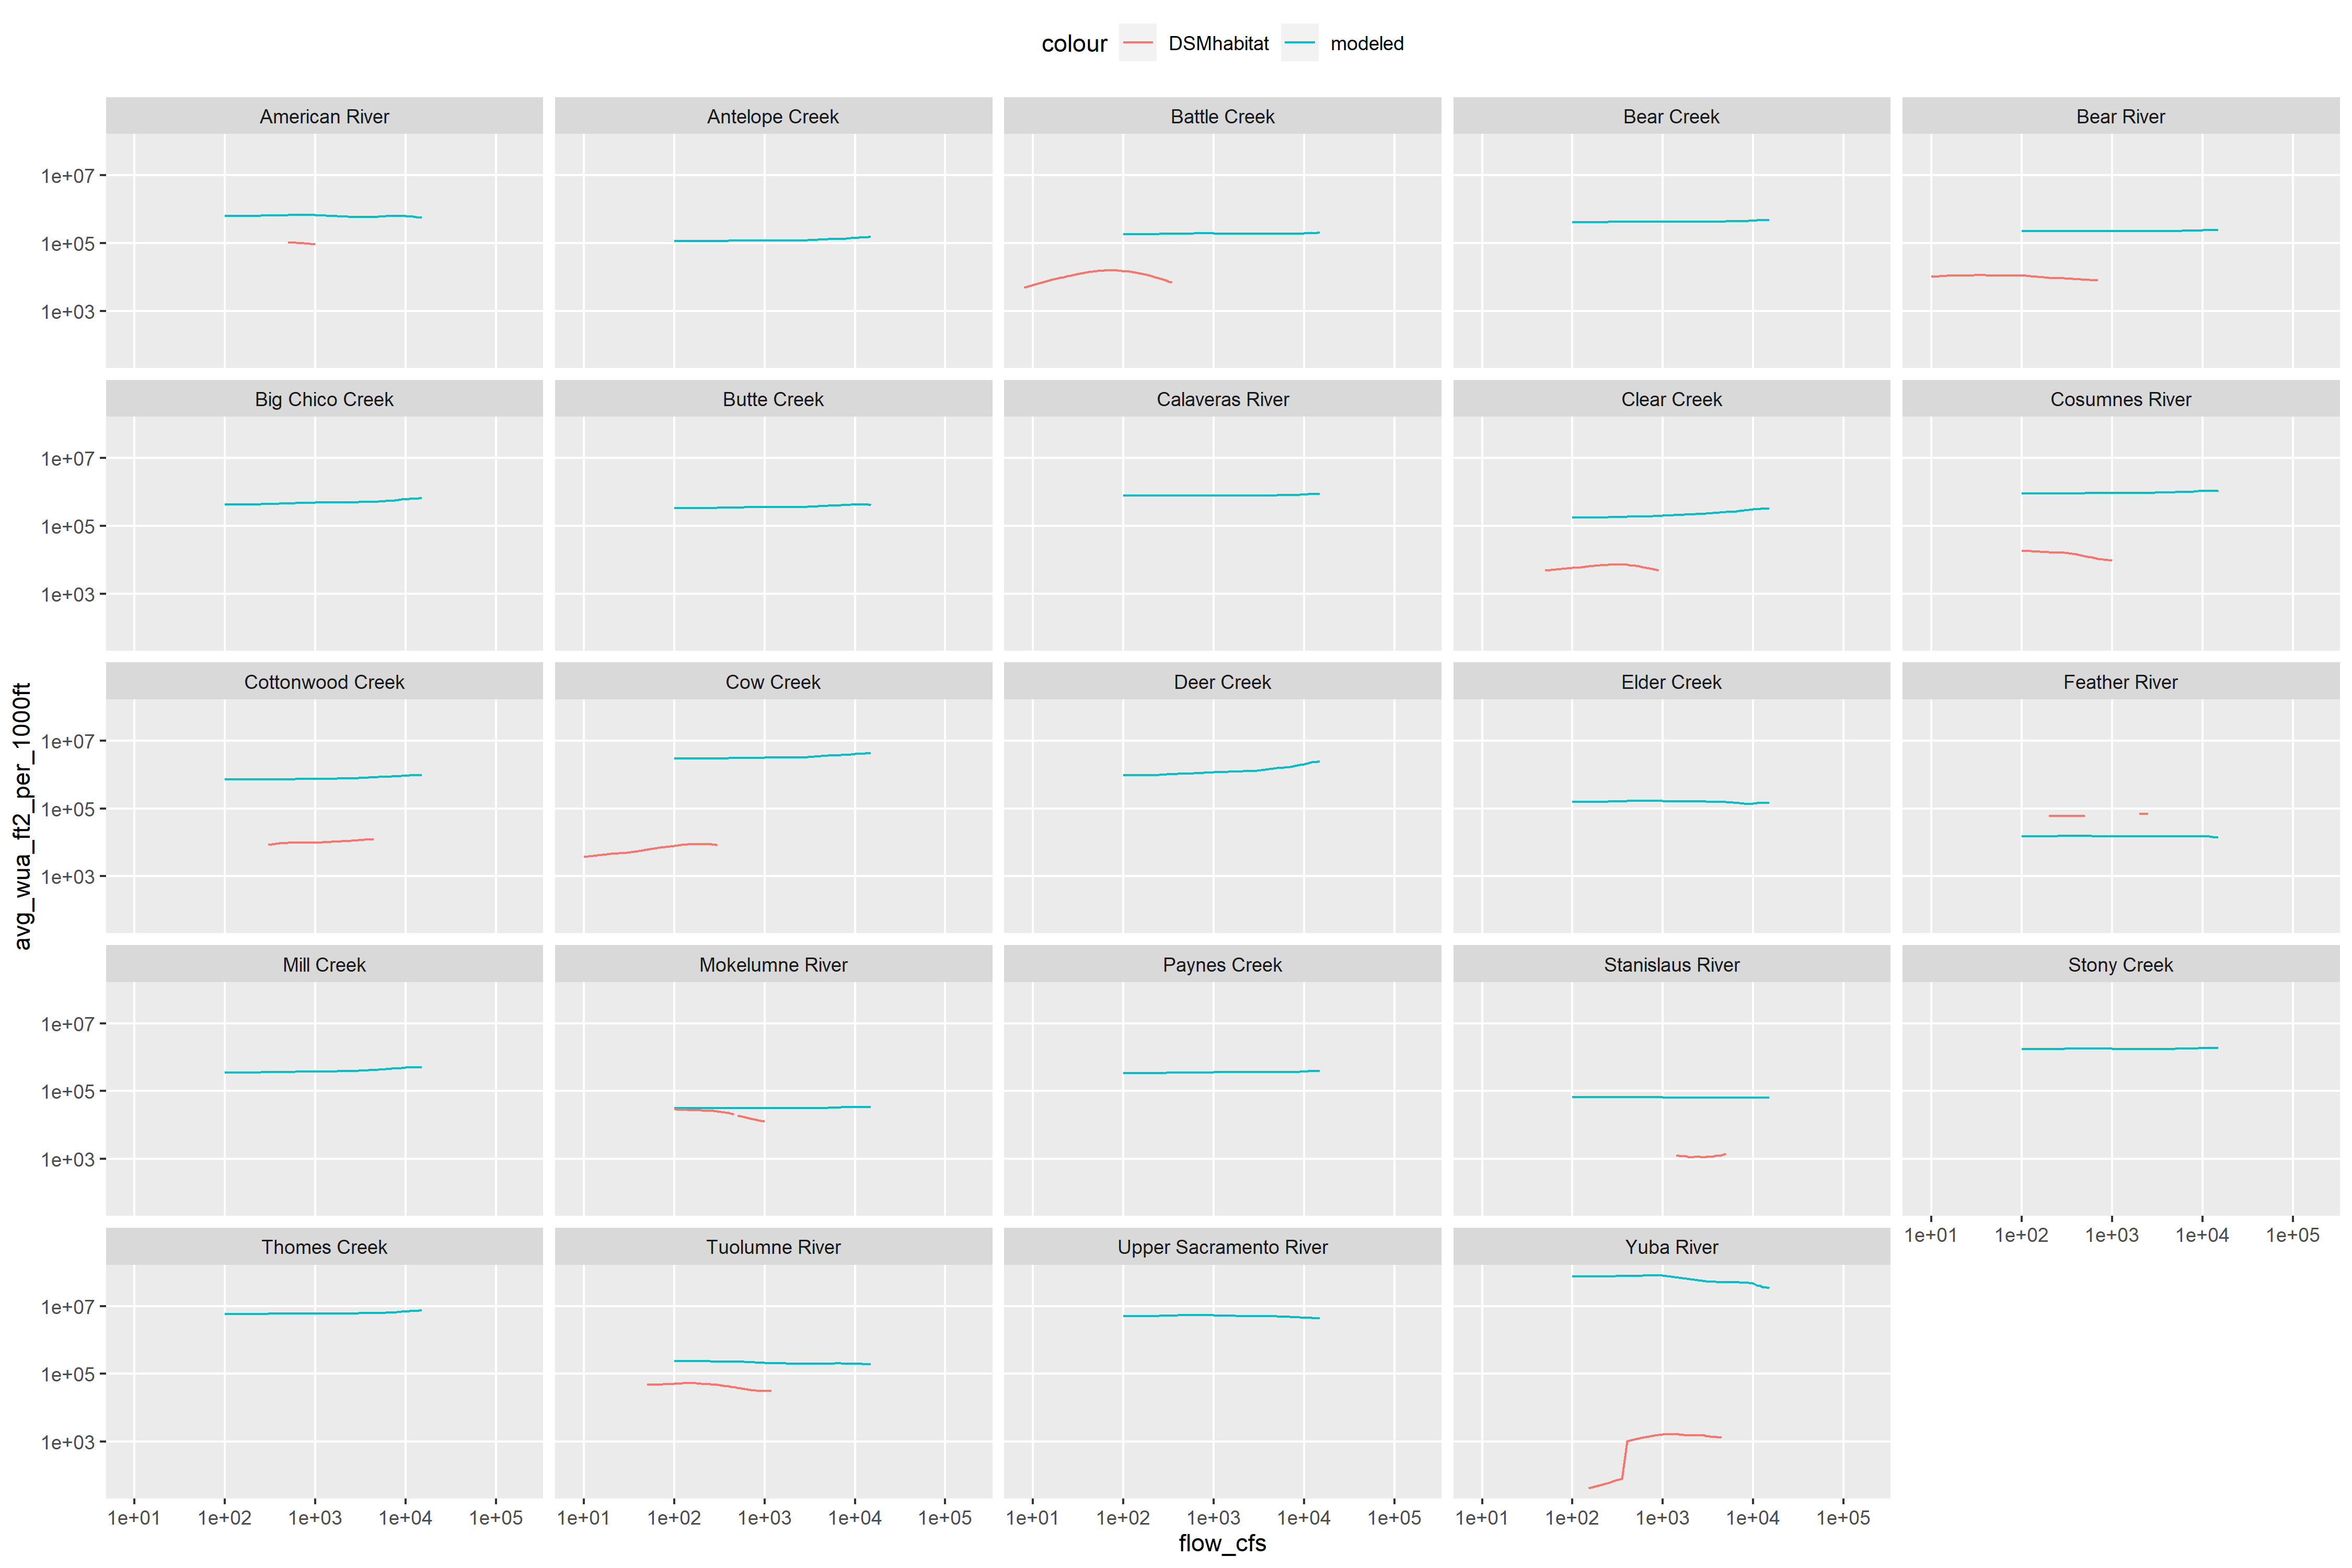 colour DSMhabitat modeled
American River Antelope Creek Battle Creek Bear Creek Bear River
1e+07
1e+05
1e+03
Big Chico Creek Butte Creek Calaveras River Clear Creek Cosumnes River
1e+07
1e+05
1e+03
Cottonwood Creek Cow Creek Deer Creek Elder Creek Feather River
1e+07
1e+05
1e+03
avg_wua_ft2_per_1000ft
Mill Creek Mokelumne River Paynes Creek Stanislaus River Stony Creek
1e+07
1e+05
1e+03
1e+01 1e+02 1e+03 1e+04 1e+05
Thomes Creek Tuolumne River Upper Sacramento River Yuba River
1e+07
1e+05
1e+03
1e+01 1e+02 1e+03 1e+04 1e+05 1e+01 1e+02 1e+03 1e+04 1e+05 1e+01 1e+02 1e+03 1e+04 1e+05 1e+01 1e+02 1e+03 1e+04 1e+05
flow_cfs